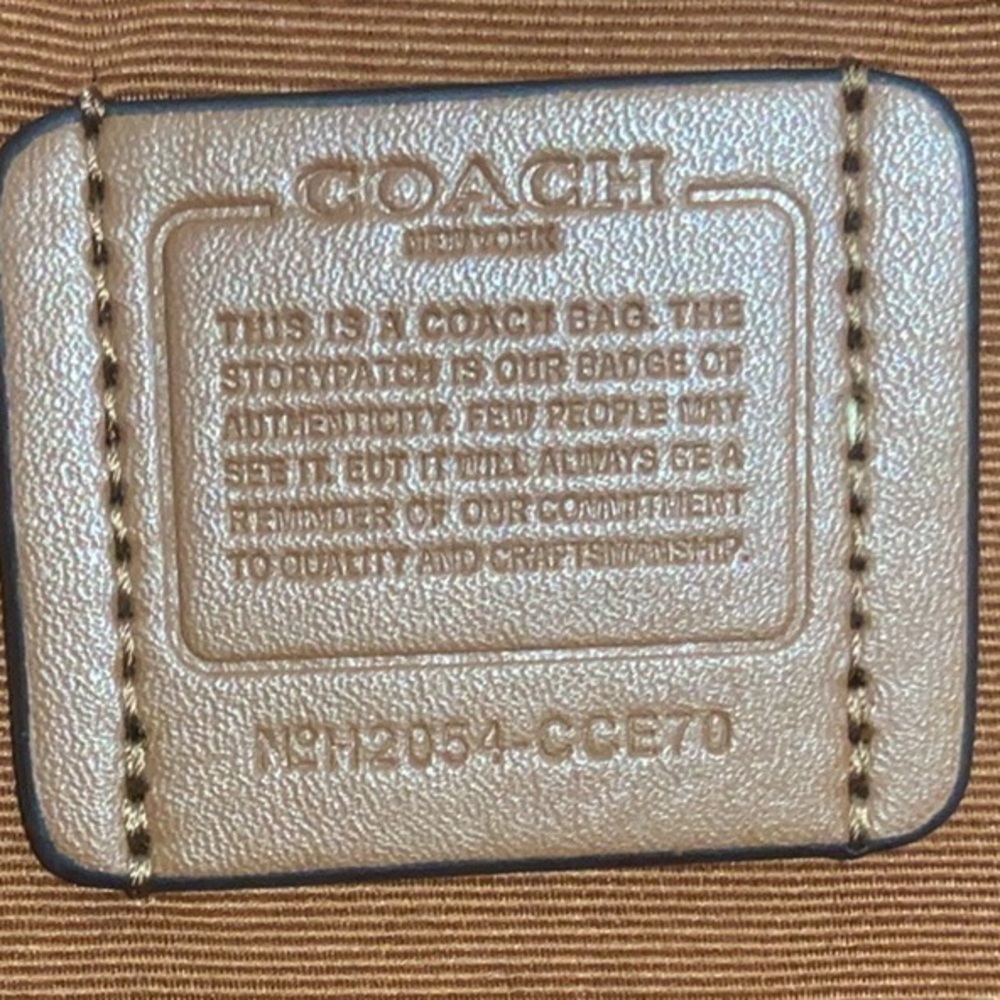 COACH
NEW YORK
THIS IS A COACH BAG. THE
STORYPATCH IS OUR BADGE OF
AUTHENTICITY. FEW PEOPLE MAY
SEE IT, BUT IT WILL ALWAYS BE A
REMINDER OF OUR COMMITMENT
TO QUALITY AND CRAFTSMANSHIP.
NºH2054-CCE70